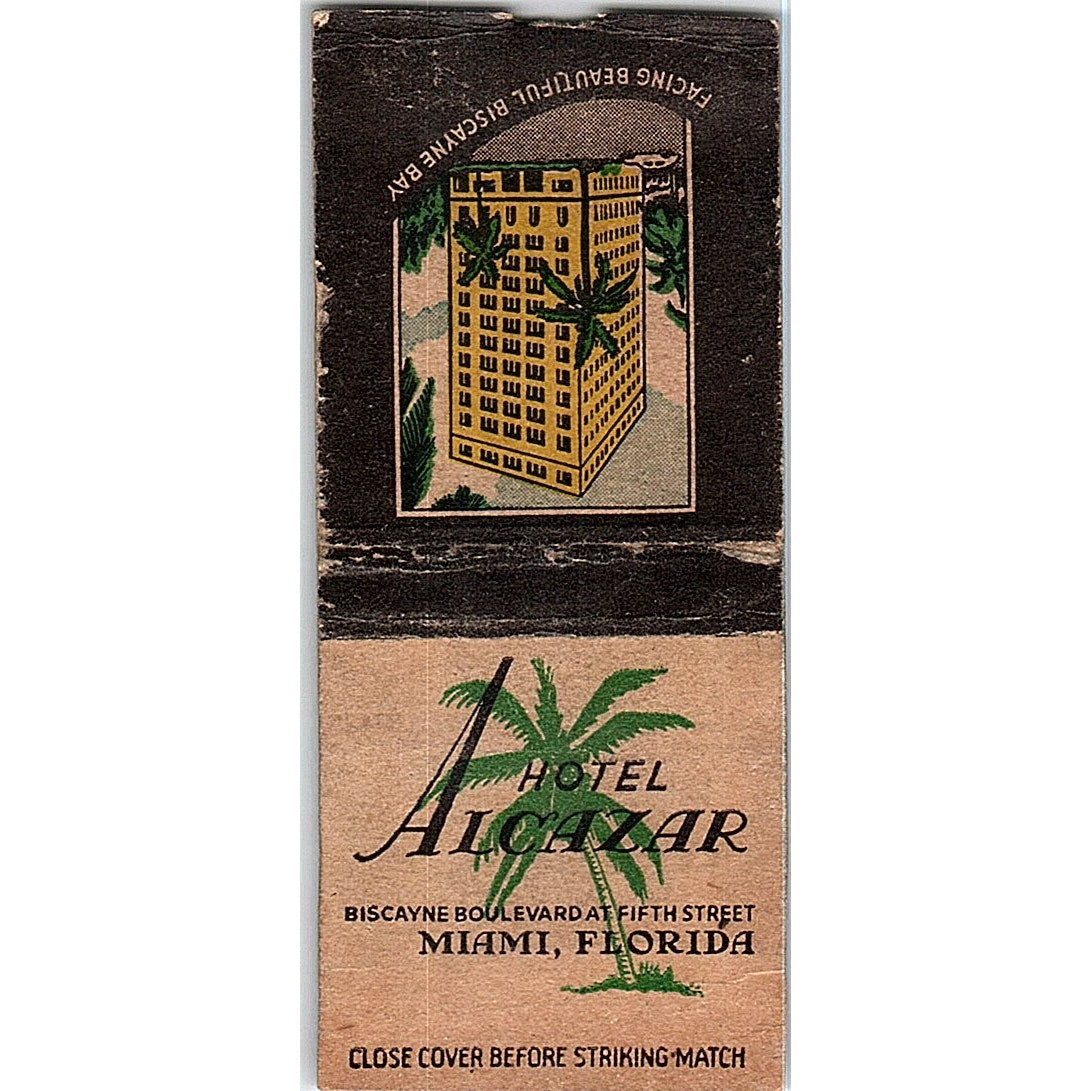 FACING BEAUTIFUL BISCAYNE BAY
HOTEL
ALCAZAR
BISCAYNE BOULEVARD AT FIFTH STREET
MIAMI, FLORIDA
CLOSE COVER BEFORE STRIKING MATCH